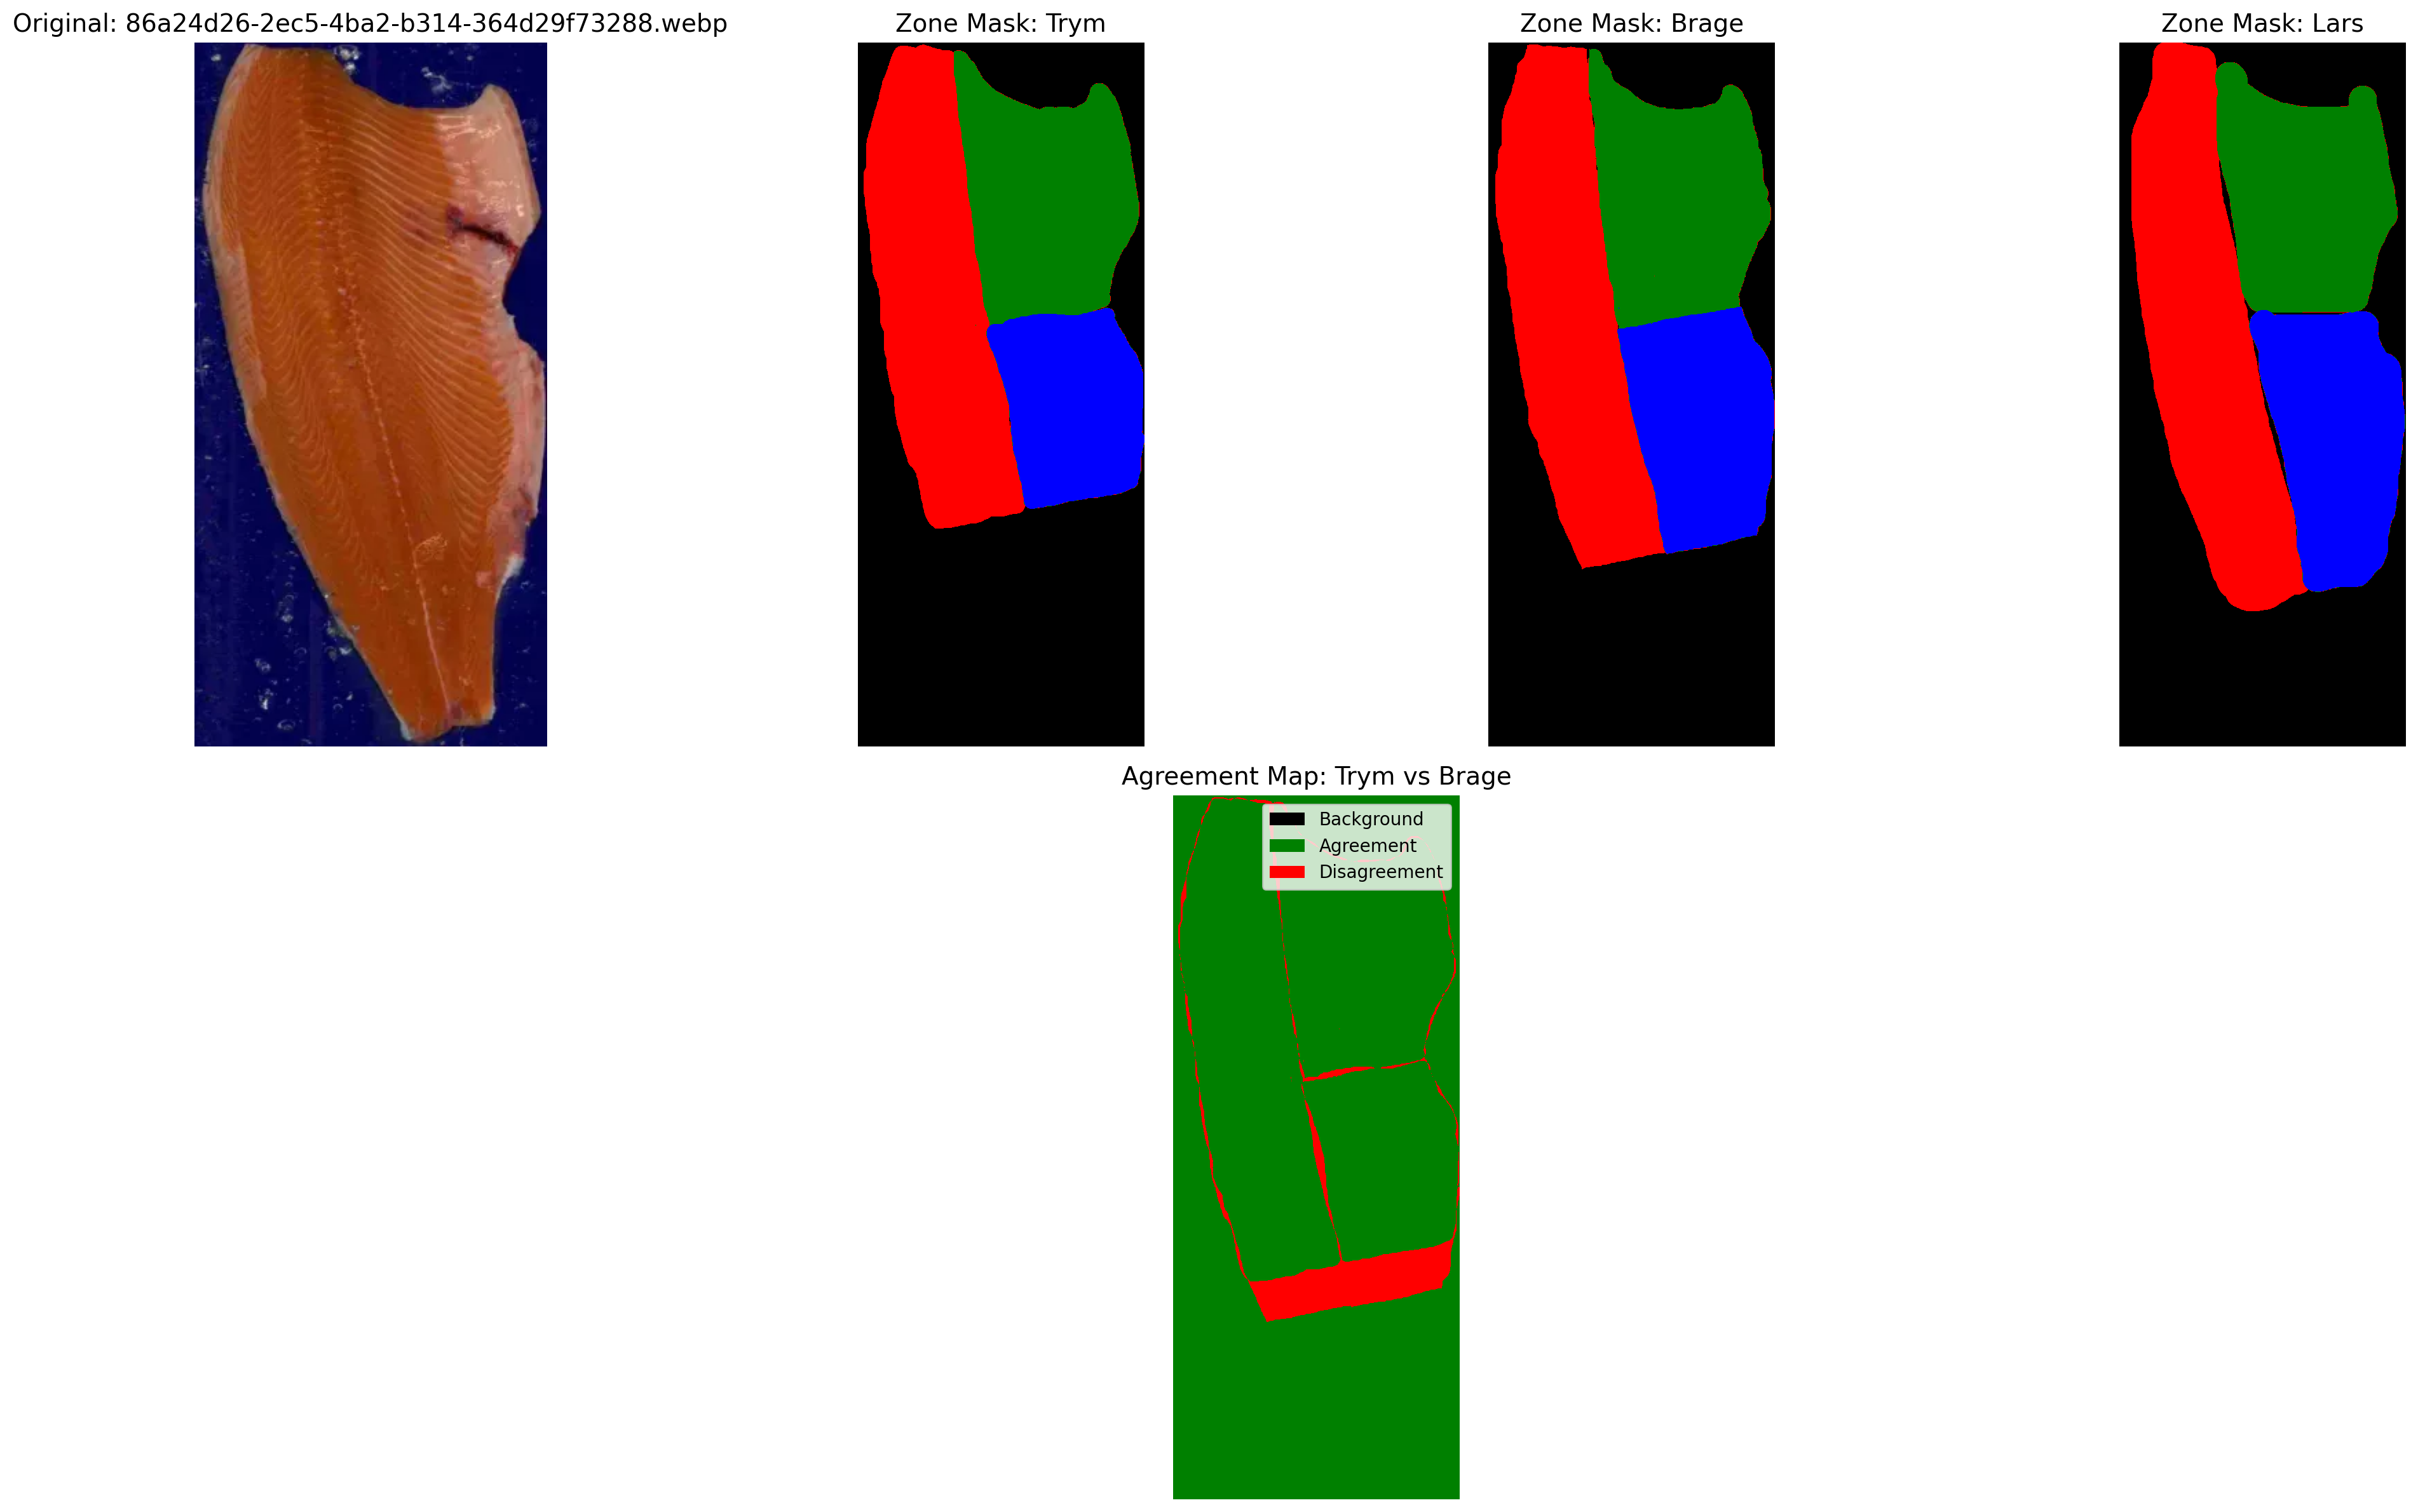 Original: 86a24d26-2ec5-4ba2-b314-364d29f73288.webp
Zone Mask: Trym
Zone Mask: Brage
Zone Mask: Lars
Agreement Map: Trym vs Brage
Background
Agreement
Disagreement